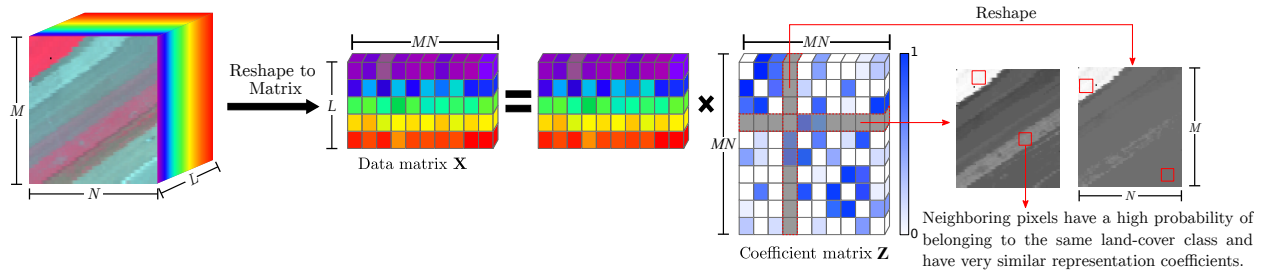 M
N
L
Reshape to
Matrix
MN
L
Data matrix X
MN
MN
Coefficient matrix Z
1
0
Reshape
M
N
Neighboring pixels have a high probability of
belonging to the same land-cover class and
have very similar representation coefficients.